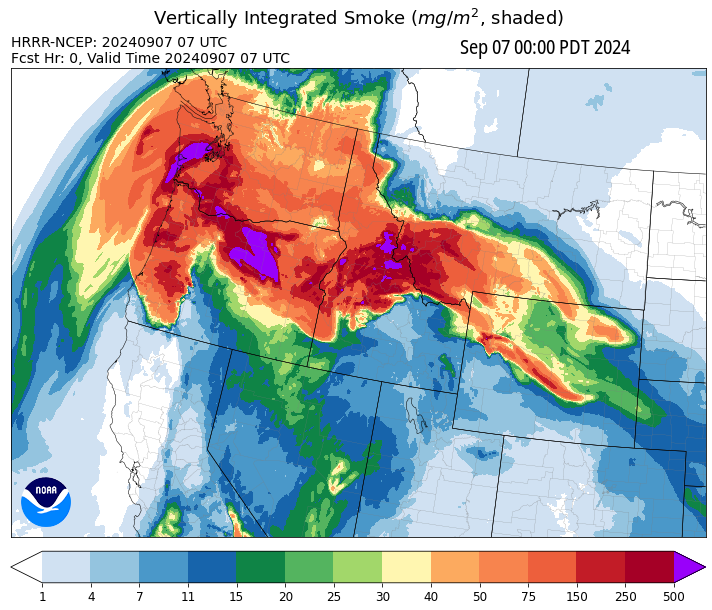 Vertically Integrated Smoke (mg/m², shaded)
HRRR-NCEP: 20240907 07 UTC
Fcst Hr: 0, Valid Time 20240907 07 UTC
Sep 07 00:00 PDT 2024
NOAA
1 4 7 11 15 20 25 30 40 50 75 150 250 500